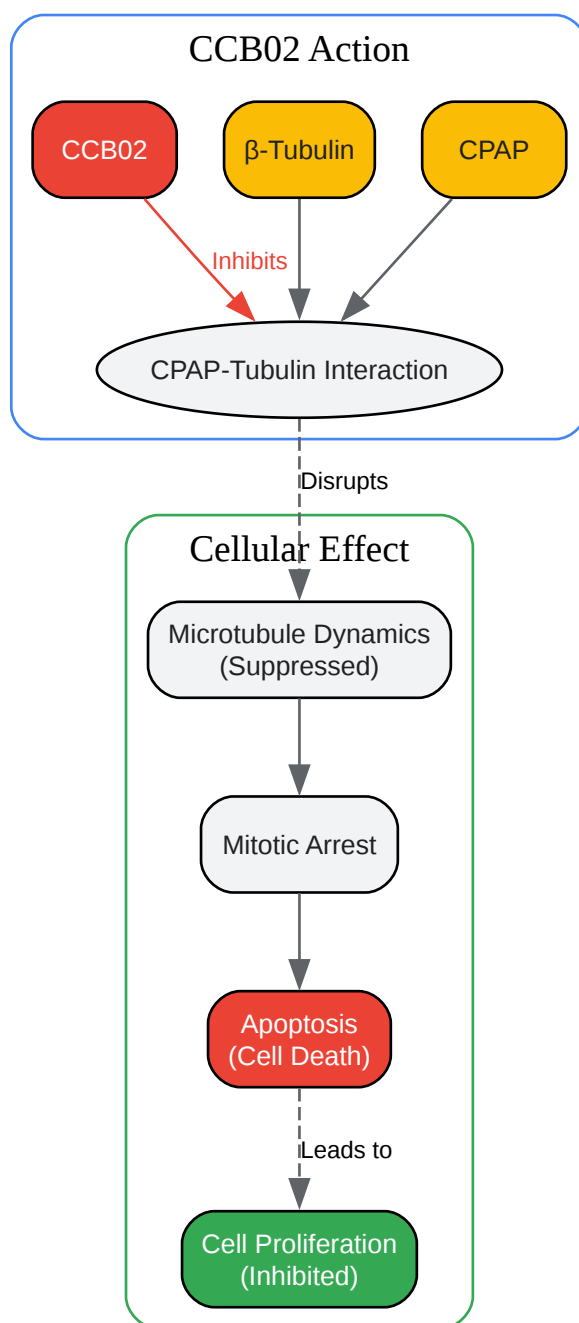 CCB02 Action
CCB02
β-Tubulin
CPAP
Inhibits
CPAP-Tubulin Interaction
Disrupts
Cellular Effect
Microtubule Dynamics
(Suppressed)
Mitotic Arrest
Apoptosis
(Cell Death)
Leads to
Cell Proliferation
(Inhibited)